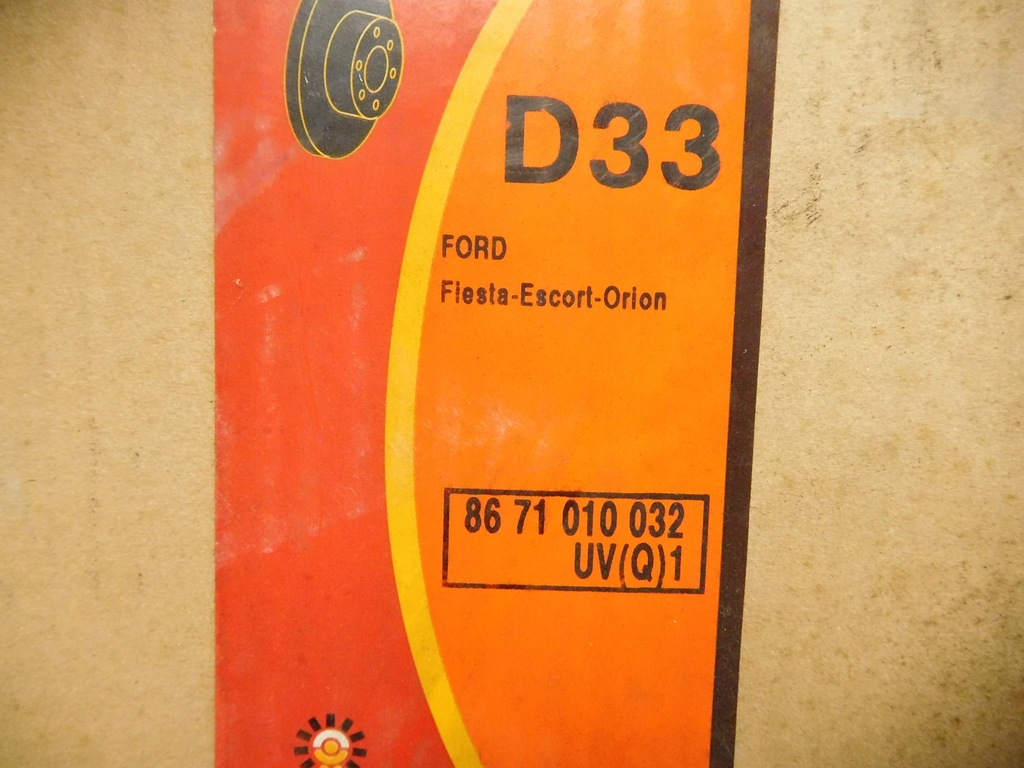 D33
FORD
Fiesta-Escort-Orion
86 71 010 032
UV(Q)1